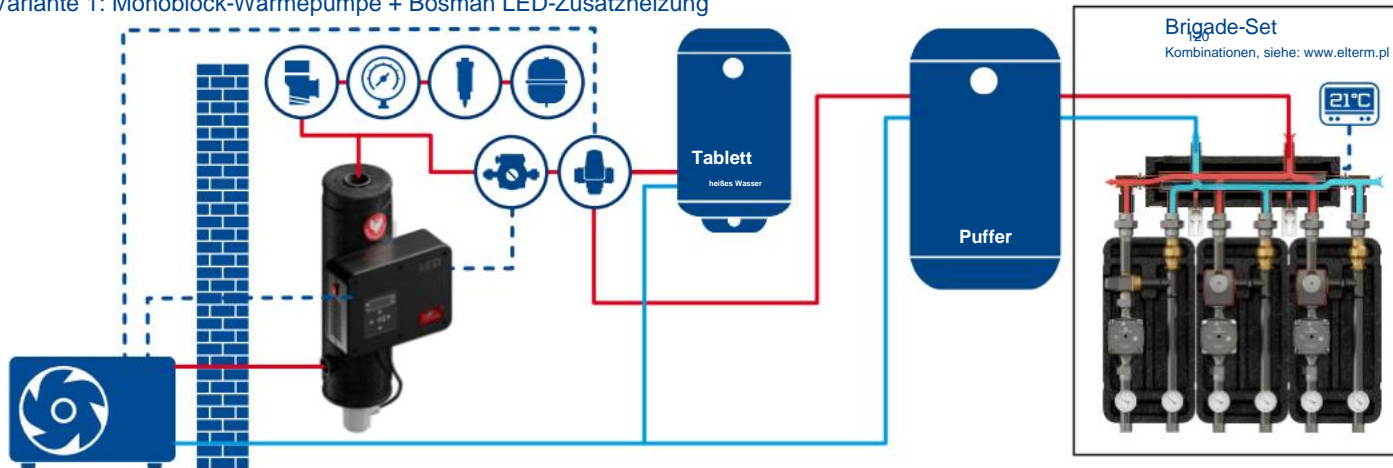 Variante 1: Monoblock-Wärmepumpe + Bosman LED-Zusatzheizung
Brigade-Set
120
Kombinationen, siehe: www.elterm.pl
21°C
Tablett
heißes Wasser
Puffer
LED